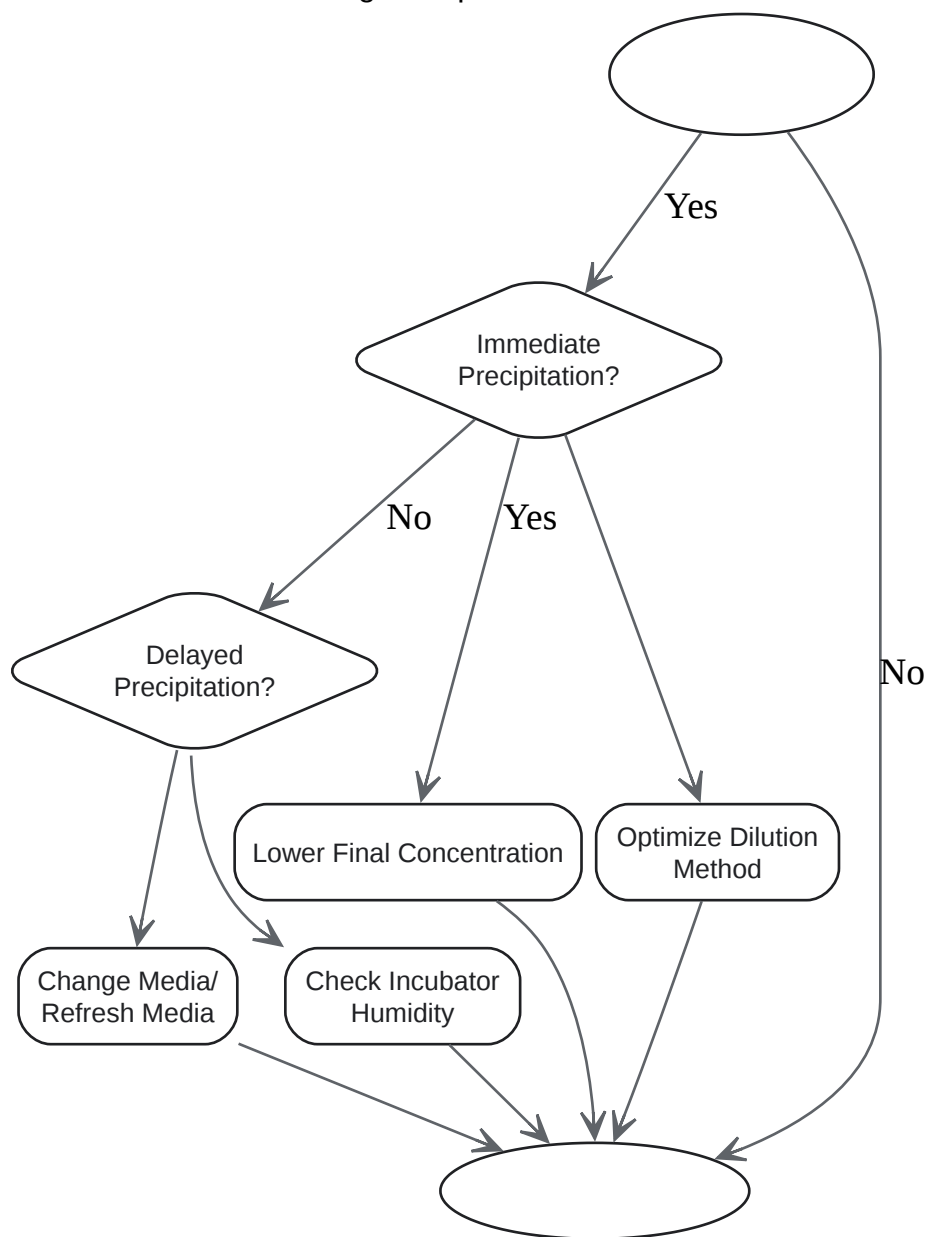 Yes
Immediate
Precipitation?
No
Yes
Delayed
Precipitation?
No
Lower Final Concentration
Optimize Dilution
Method
Change Media/
Refresh Media
Check Incubator
Humidity